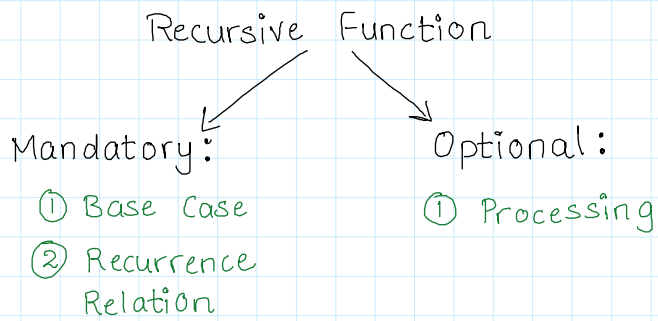 Recursive Function
Mandatory:
① Base Case
② Recurrence
Relation
Optional:
① Processing